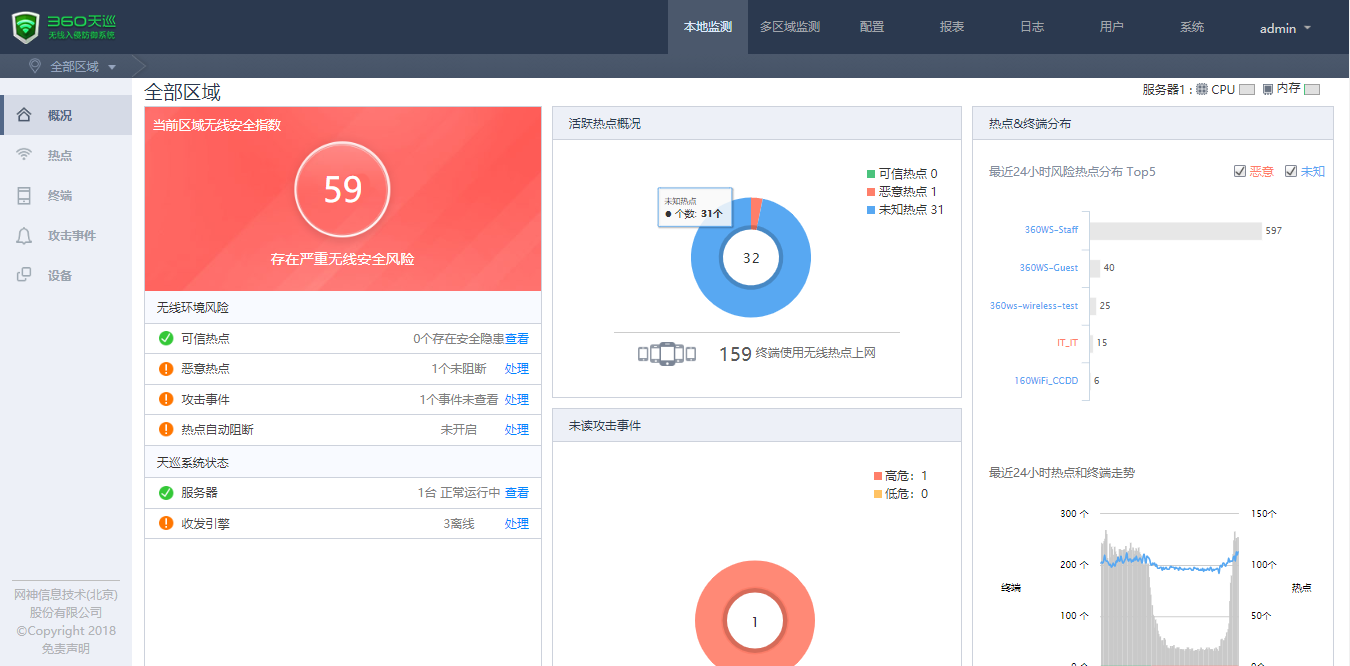 360天巡
无线入侵防御系统
本地监测
多区域监测
配置
报表
日志
用户
系统
admin
全部区域
概况
热点
终端
攻击事件
设备
网神信息技术(北京)
股份有限公司
©Copyright 2018
免责声明
全部区域
服务器1 : CPU 内存
当前区域无线安全指数
59
存在严重无线安全风险
无线环境风险
可信热点 0个存在安全隐患 查看
恶意热点 1个未阻断 处理
攻击事件 1个事件未查看 处理
热点自动阻断 未开启 处理
天巡系统状态
服务器 1台 正常运行中 查看
收发引擎 3离线 处理
活跃热点概况
可信热点 0
恶意热点 1
未知热点 31
未知热点
● 个数: 31个
32
159 终端使用无线热点上网
未读攻击事件
高危: 1
低危: 0
1
热点&终端分布
最近24小时风险热点分布 Top5 恶意 未知
360WS-Staff 597
360WS-Guest 40
360ws-wireless-test 25
IT_IT 15
160WiFi_CCDD 6
最近24小时热点和终端走势
300 个 150个
200 个 100个
终端 热点
100 个 50个
0 个 0个